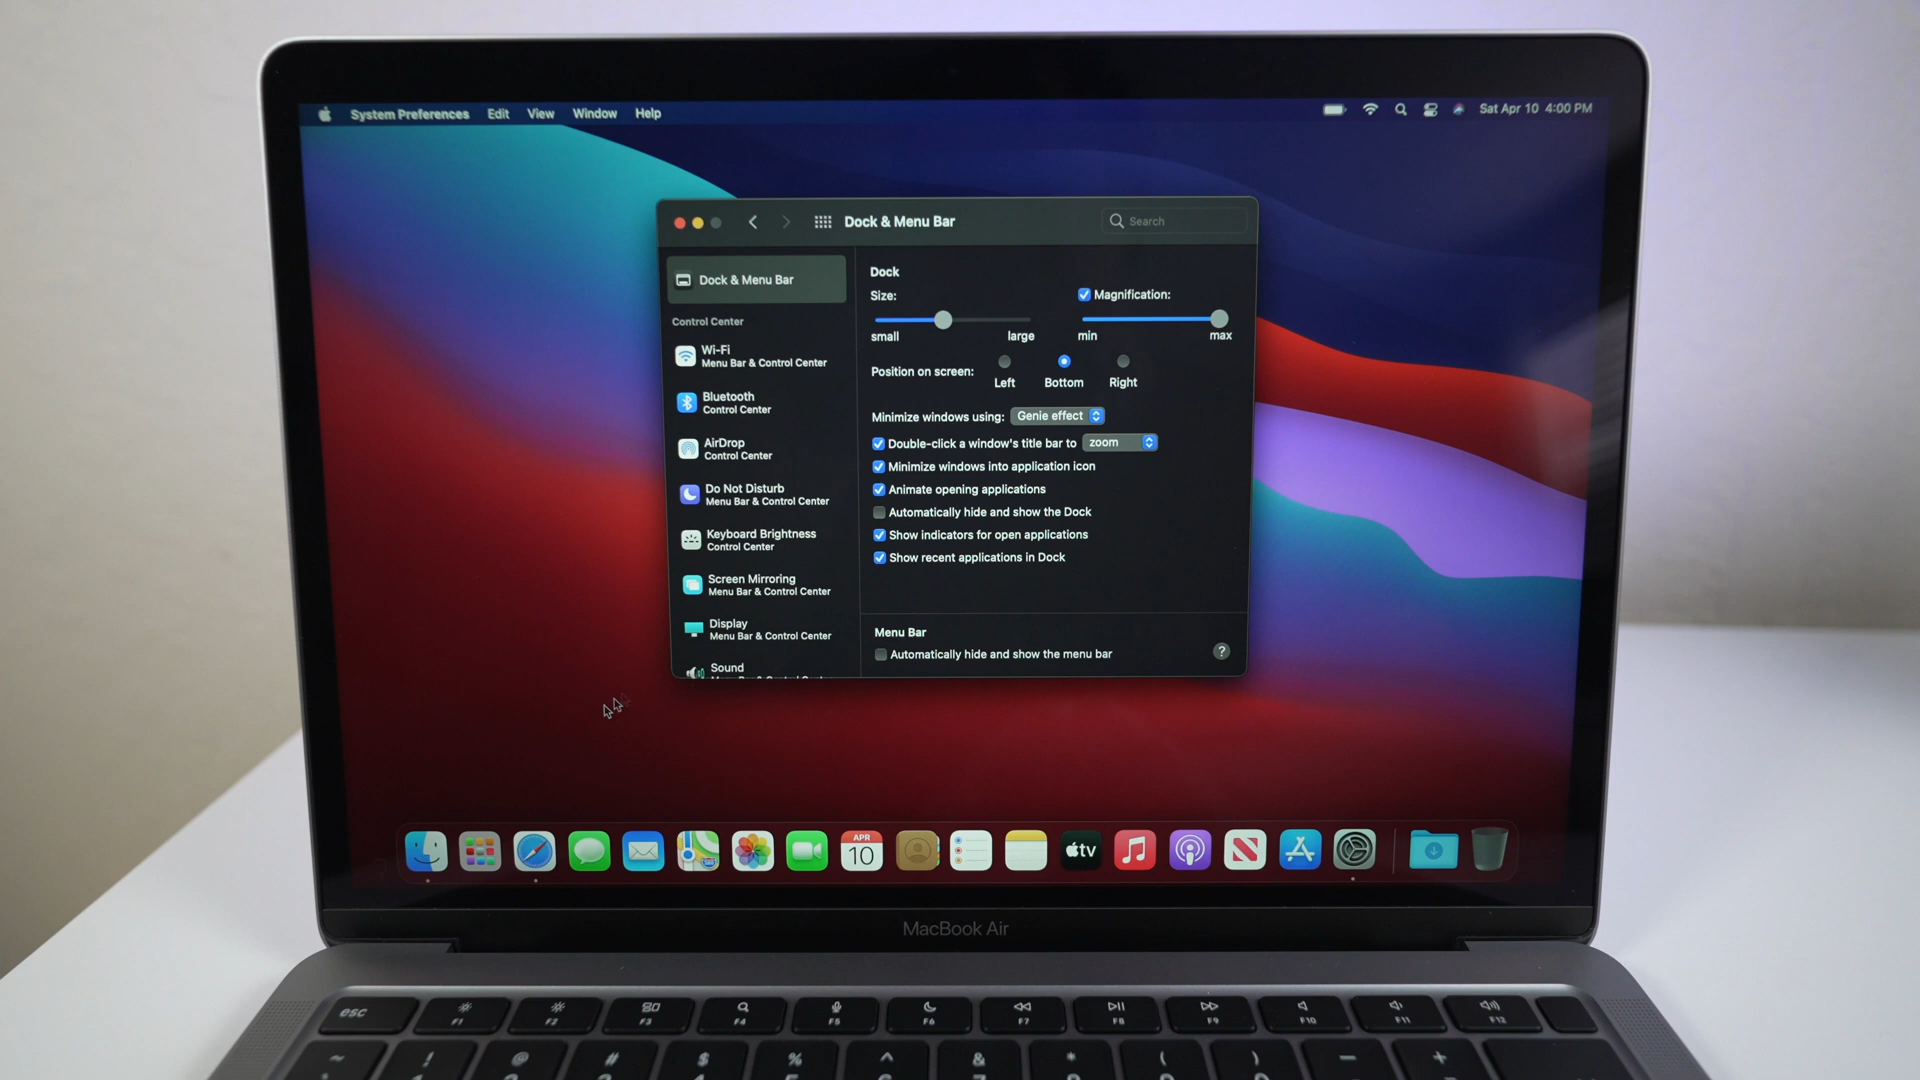 System Preferences Edit View Window Help
Sat Apr 10 4:00 PM
Dock & Menu Bar
Search
Dock & Menu Bar
Control Center
Wi-Fi
Menu Bar & Control Center
Bluetooth
Control Center
AirDrop
Control Center
Do Not Disturb
Menu Bar & Control Center
Keyboard Brightness
Control Center
Screen Mirroring
Menu Bar & Control Center
Display
Menu Bar & Control Center
Sound
Dock
Size:
Magnification:
small large
min max
Position on screen:
Left Bottom Right
Minimize windows using: Genie effect
Double-click a window's title bar to zoom
Minimize windows into application icon
Animate opening applications
Automatically hide and show the Dock
Show indicators for open applications
Show recent applications in Dock
Menu Bar
Automatically hide and show the menu bar
?
APR
10
tv
MacBook Air
esc F1 F2 F3 F4 F5 F6 F7 F8 F9 F10 F11 F12
~ ! @ # $ % ^ & * ( ) – +